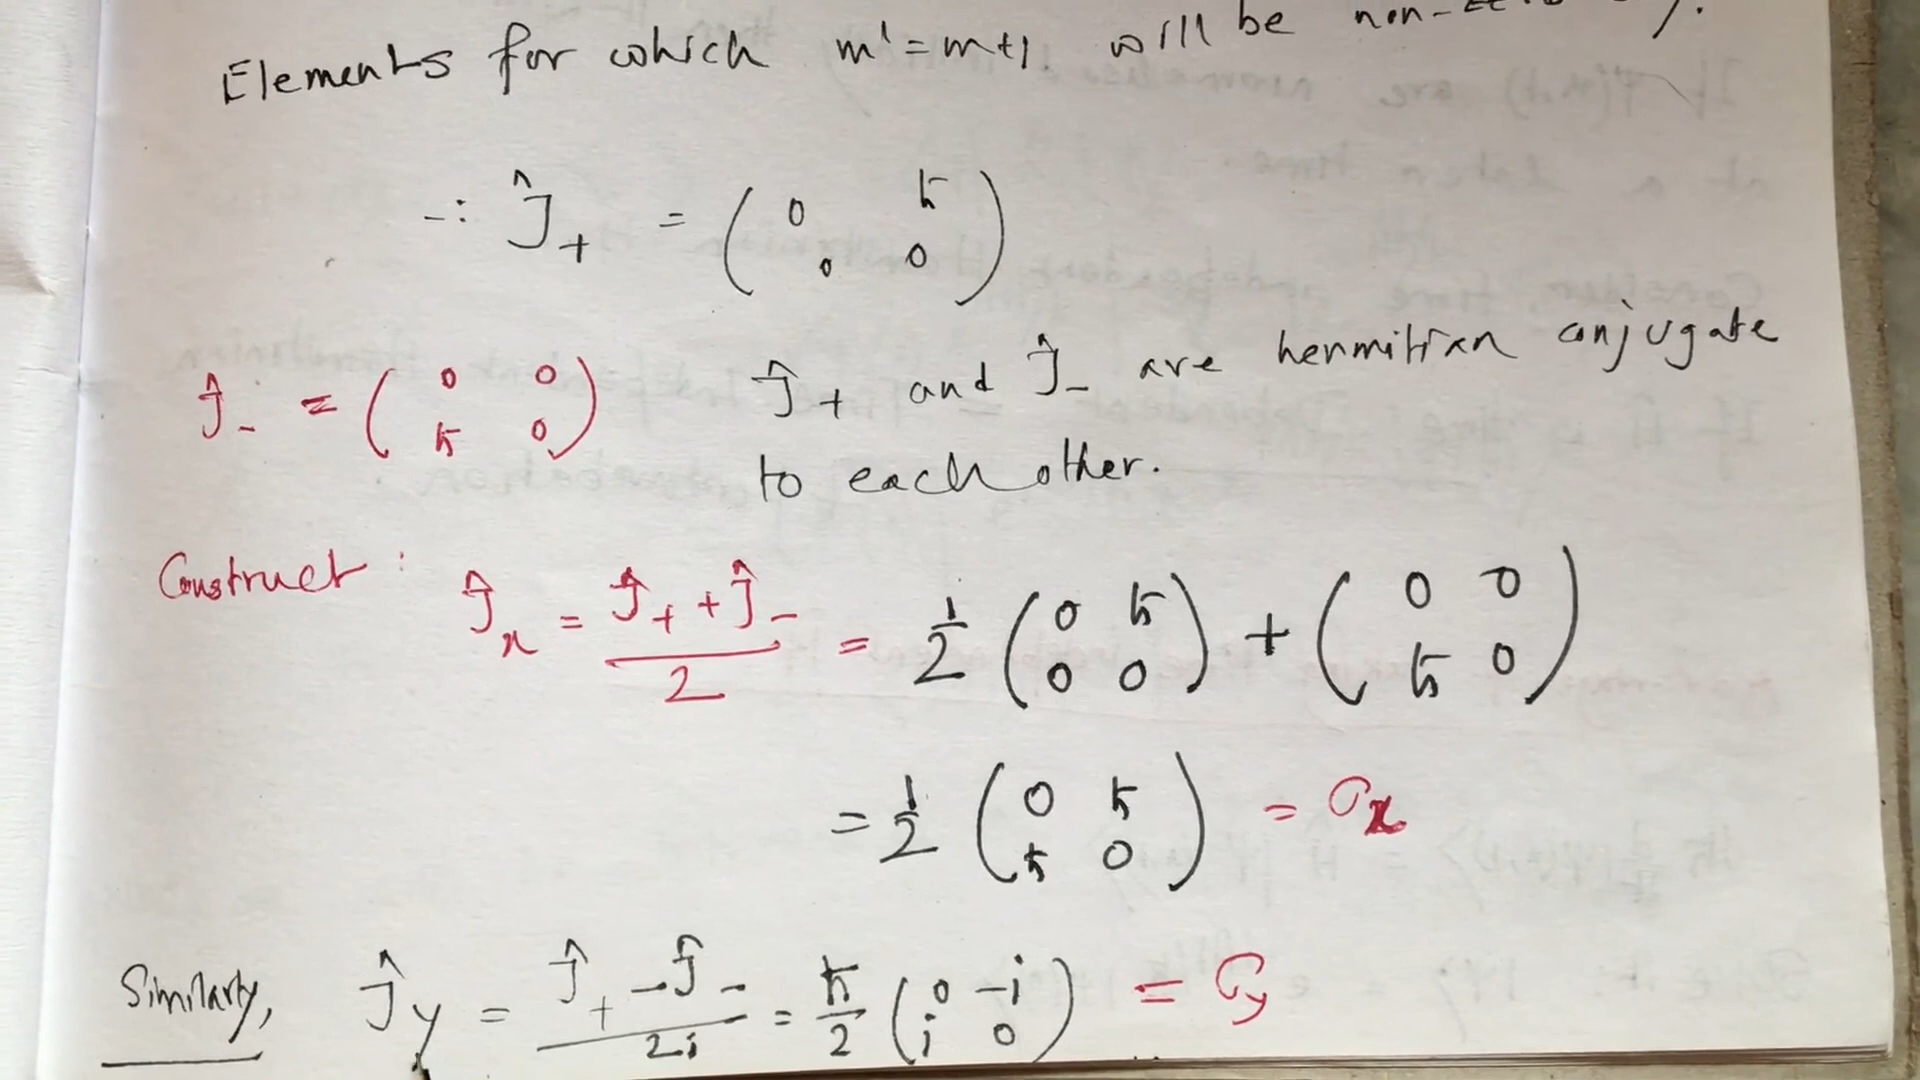 Elements for which m' = m+1 will be
∴ Ĵ₊ = ( 0 ħ
0 0 )
Ĵ₋ = ( 0 0
ħ 0 )
Ĵ₊ and Ĵ₋ are hermitian conjugate
to each other.
Construct : Ĵx = (Ĵ₊ + Ĵ₋)/2 = 1/2 ( 0 ħ
0 0 ) + ( 0 0
ħ 0 )
= 1/2 ( 0 ħ
ħ 0 ) = σx
Similarly, Ĵy = (Ĵ₊ - Ĵ₋)/2i = ħ/2 ( 0 -i
i 0 ) = σy